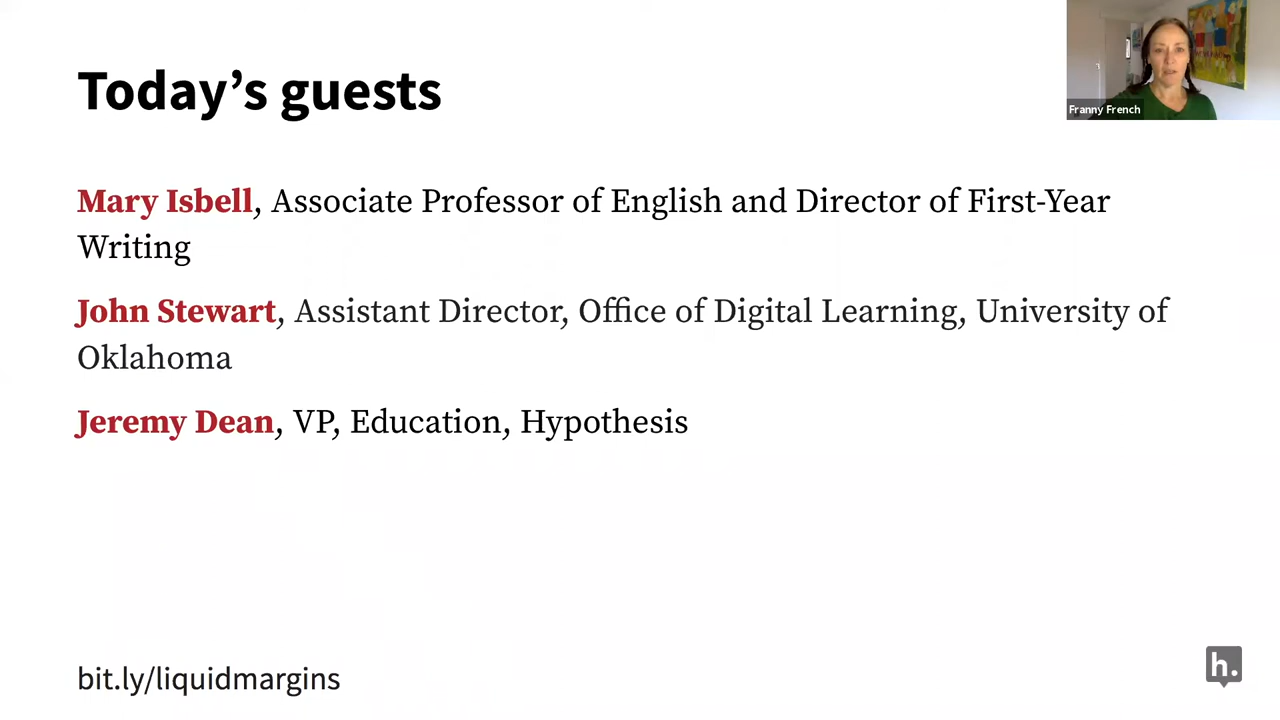 Today’s guests
Franny French
Mary Isbell, Associate Professor of English and Director of First-Year
Writing
John Stewart, Assistant Director, Office of Digital Learning, University of
Oklahoma
Jeremy Dean, VP, Education, Hypothesis
bit.ly/liquidmargins
h.